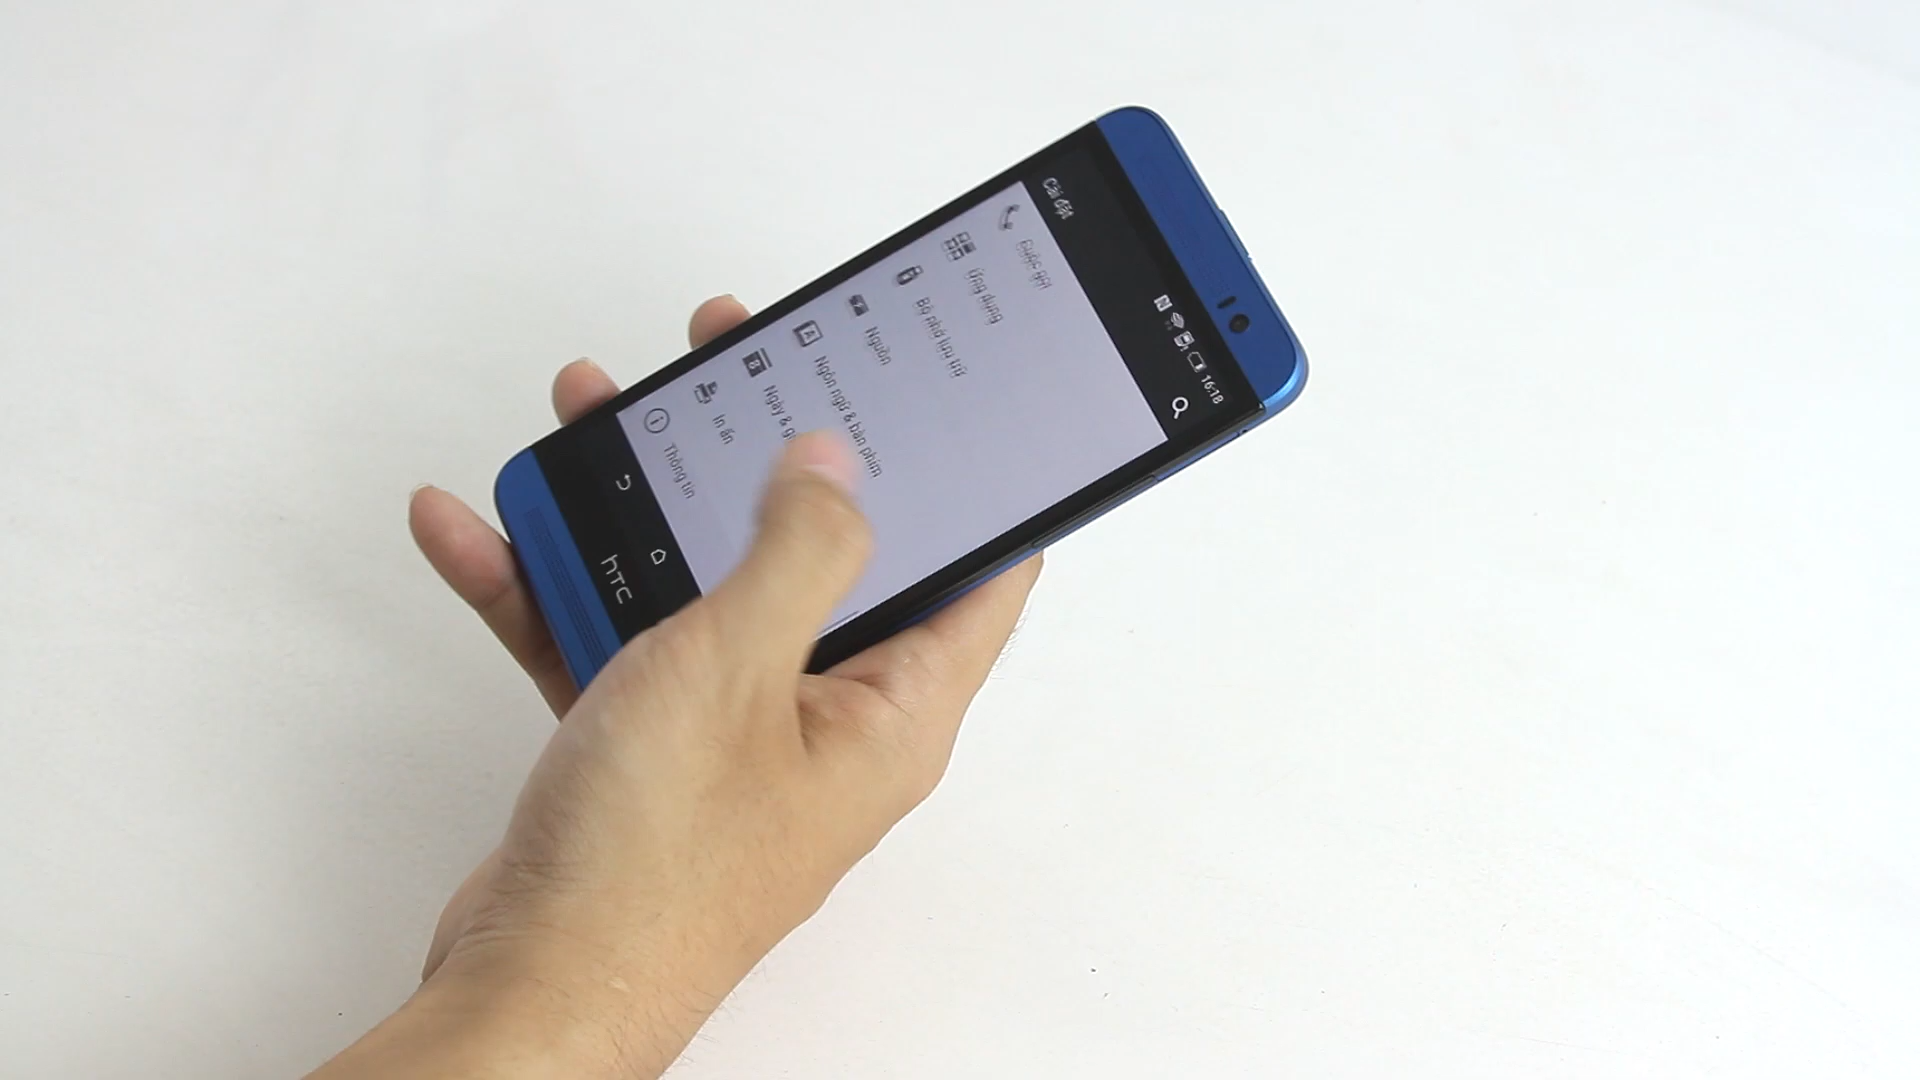 16:18
Cài đặt
Cuộc gọi
Ứng dụng
Bộ nhớ lưu trữ
Nguồn
Ngôn ngữ & bàn phím
Ngày &
In ấn
Thông tin
hTC